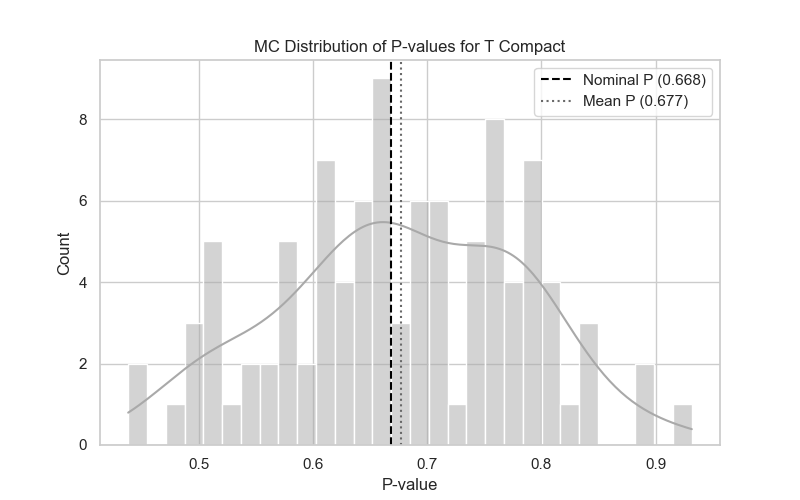 MC Distribution of P-values for T Compact
Nominal P (0.668)
Mean P (0.677)
Count
8
6
4
2
0
0.5 0.6 0.7 0.8 0.9
P-value